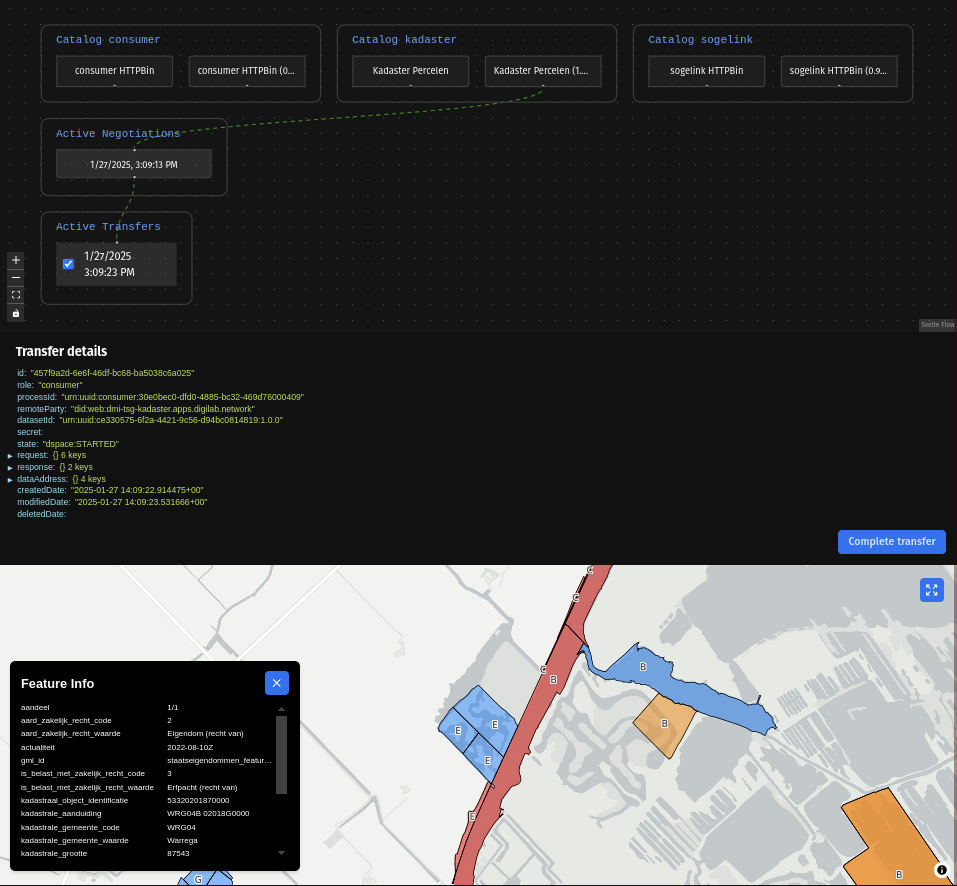 Catalog consumer
consumer HTTPBin
consumer HTTPBin (0...
Catalog kadaster
Kadaster Percelen
Kadaster Percelen (1....
Catalog sogelink
sogelink HTTPBin
sogelink HTTPBin (0.9...
Active Negotiations
1/27/2025, 3:09:13 PM
Active Transfers
1/27/2025
3:09:23 PM
Svelte Flow
Transfer details
id: "457f9a2d-6e6f-46df-bc68-ba5038c6a025"
role: "consumer"
processId: "urn:uuid:consumer:30e0bec0-dfd0-4885-bc32-469d76000409"
remoteParty: "did:web:dmi-tsg-kadaster.apps.digilab.network"
datasetId: "urn:uuid:ce330575-6f2a-4421-9c56-d94bc0814819:1.0.0"
secret:
state: "dspace:STARTED"
request: {} 6 keys
response: {} 2 keys
dataAddress: {} 4 keys
createdDate: "2025-01-27 14:09:22.914475+00"
modifiedDate: "2025-01-27 14:09:23.531666+00"
deletedDate:
Complete transfer
C
C
C
B
B
B
E
E
E
E
B
G
Feature Info
aandeel 1/1
aard_zakelijk_recht_code 2
aard_zakelijk_recht_waarde Eigendom (recht van)
actualiteit 2022-08-10Z
gml_id staatseigendommen_featur...
is_belast_met_zakelijk_recht_code 3
is_belast_met_zakelijk_recht_waarde Erfpacht (recht van)
kadastraal_object_identificatie 53320201870000
kadastrale_aanduiding WRG04B 02018G0000
kadastrale_gemeente_code WRG04
kadastrale_gemeente_waarde Warrega
kadastrale_grootte 87543